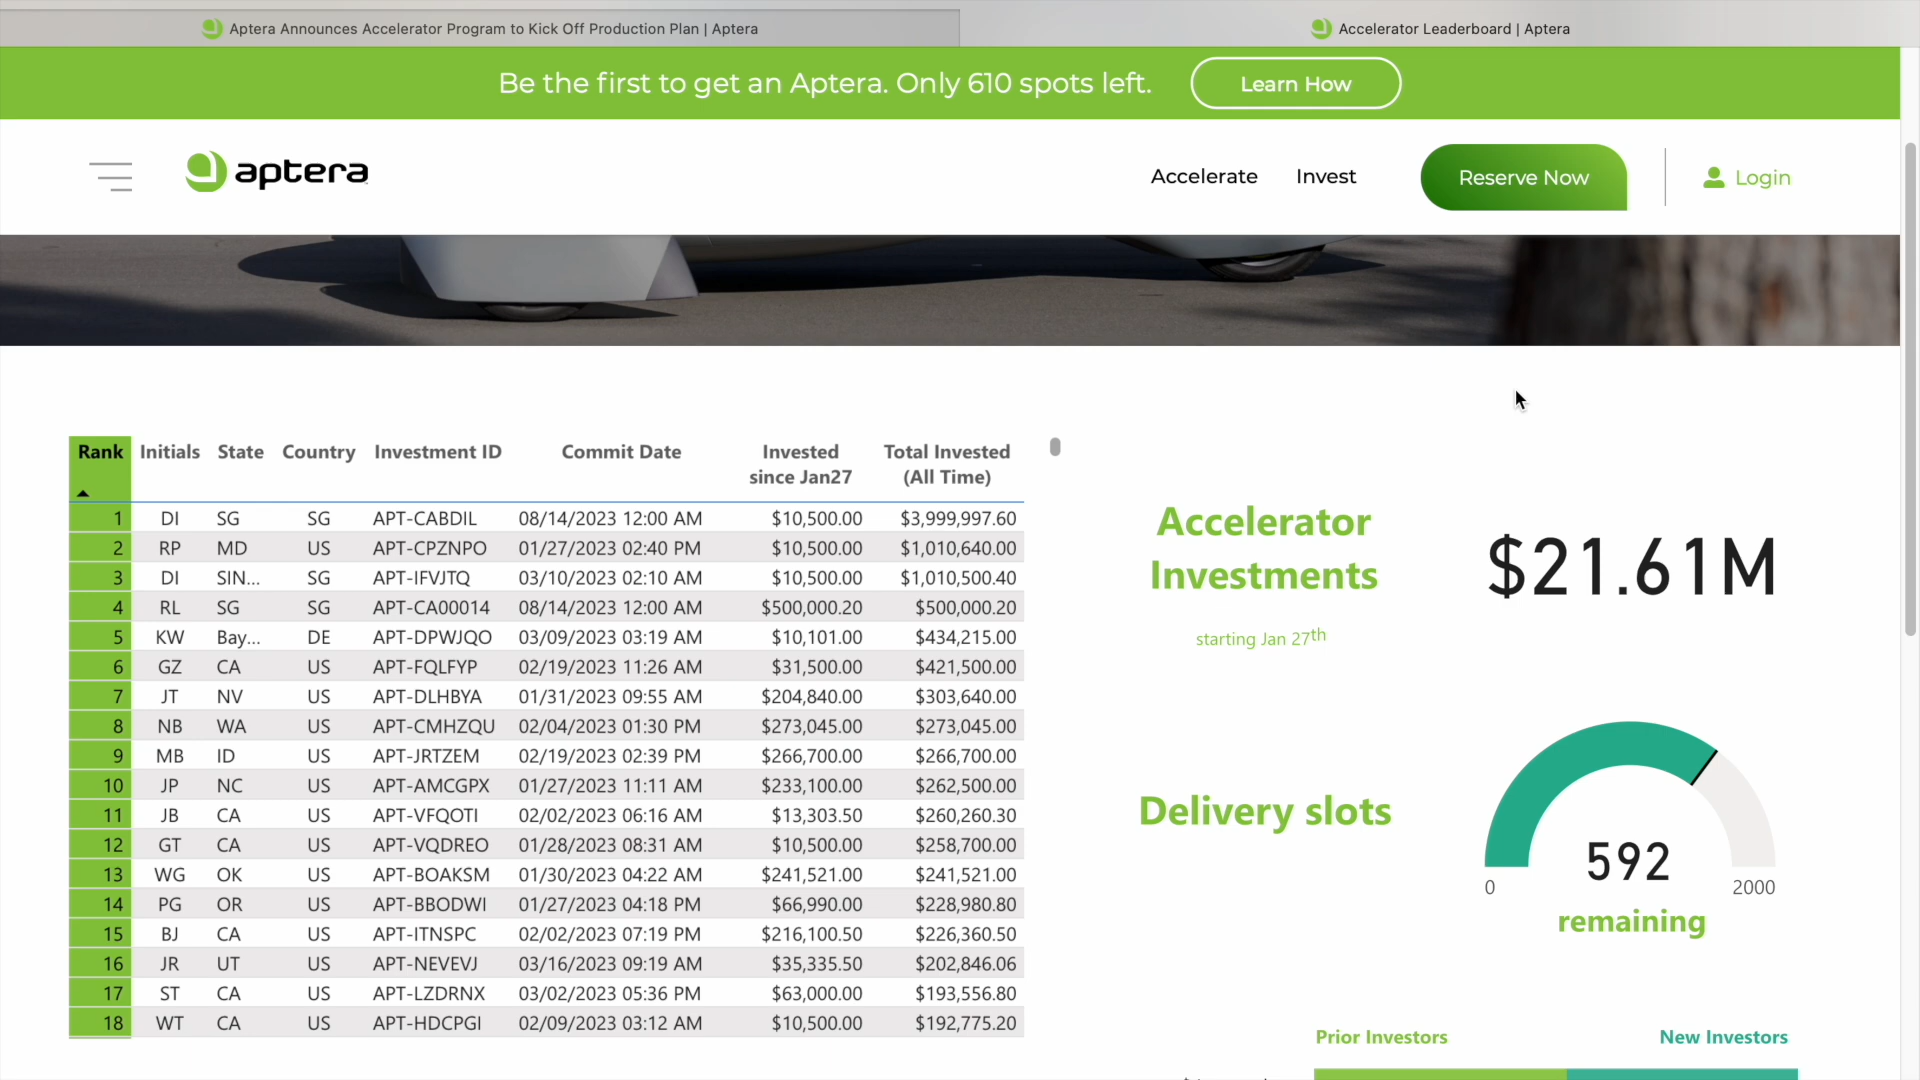 Aptera Announces Accelerator Program to Kick Off Production Plan | Aptera
Accelerator Leaderboard | Aptera
Be the first to get an Aptera. Only 610 spots left.
Learn How
aptera
Accelerate
Invest
Reserve Now
Login
Rank Initials State Country Investment ID Commit Date Invested since Jan27 Total Invested (All Time)
1 DI SG SG APT-CABDIL 08/14/2023 12:00 AM $10,500.00 $3,999,997.60
2 RP MD US APT-CPZNPO 01/27/2023 02:40 PM $10,500.00 $1,010,640.00
3 DI SIN... SG APT-IFVJTQ 03/10/2023 02:10 AM $10,500.00 $1,010,500.40
4 RL SG SG APT-CA00014 08/14/2023 12:00 AM $500,000.20 $500,000.20
5 KW Bay... DE APT-DPWJQO 03/09/2023 03:19 AM $10,101.00 $434,215.00
6 GZ CA US APT-FQLFYP 02/19/2023 11:26 AM $31,500.00 $421,500.00
7 JT NV US APT-DLHBYA 01/31/2023 09:55 AM $204,840.00 $303,640.00
8 NB WA US APT-CMHZQU 02/04/2023 01:30 PM $273,045.00 $273,045.00
9 MB ID US APT-JRTZEM 02/19/2023 02:39 PM $266,700.00 $266,700.00
10 JP NC US APT-AMCGPX 01/27/2023 11:11 AM $233,100.00 $262,500.00
11 JB CA US APT-VFQOTI 02/02/2023 06:16 AM $13,303.50 $260,260.30
12 GT CA US APT-VQDREO 01/28/2023 08:31 AM $10,500.00 $258,700.00
13 WG OK US APT-BOAKSM 01/30/2023 04:22 AM $241,521.00 $241,521.00
14 PG OR US APT-BBODWI 01/27/2023 04:18 PM $66,990.00 $228,980.80
15 BJ CA US APT-ITNSPC 02/02/2023 07:19 PM $216,100.50 $226,360.50
16 JR UT US APT-NEVEVJ 03/16/2023 09:19 AM $35,335.50 $202,846.06
17 ST CA US APT-LZDRNX 03/02/2023 05:36 PM $63,000.00 $193,556.80
18 WT CA US APT-HDCPGI 02/09/2023 03:12 AM $10,500.00 $192,775.20
Accelerator
Investments
starting Jan 27th
$21.61M
Delivery slots
592
0 2000
remaining
Prior Investors
New Investors